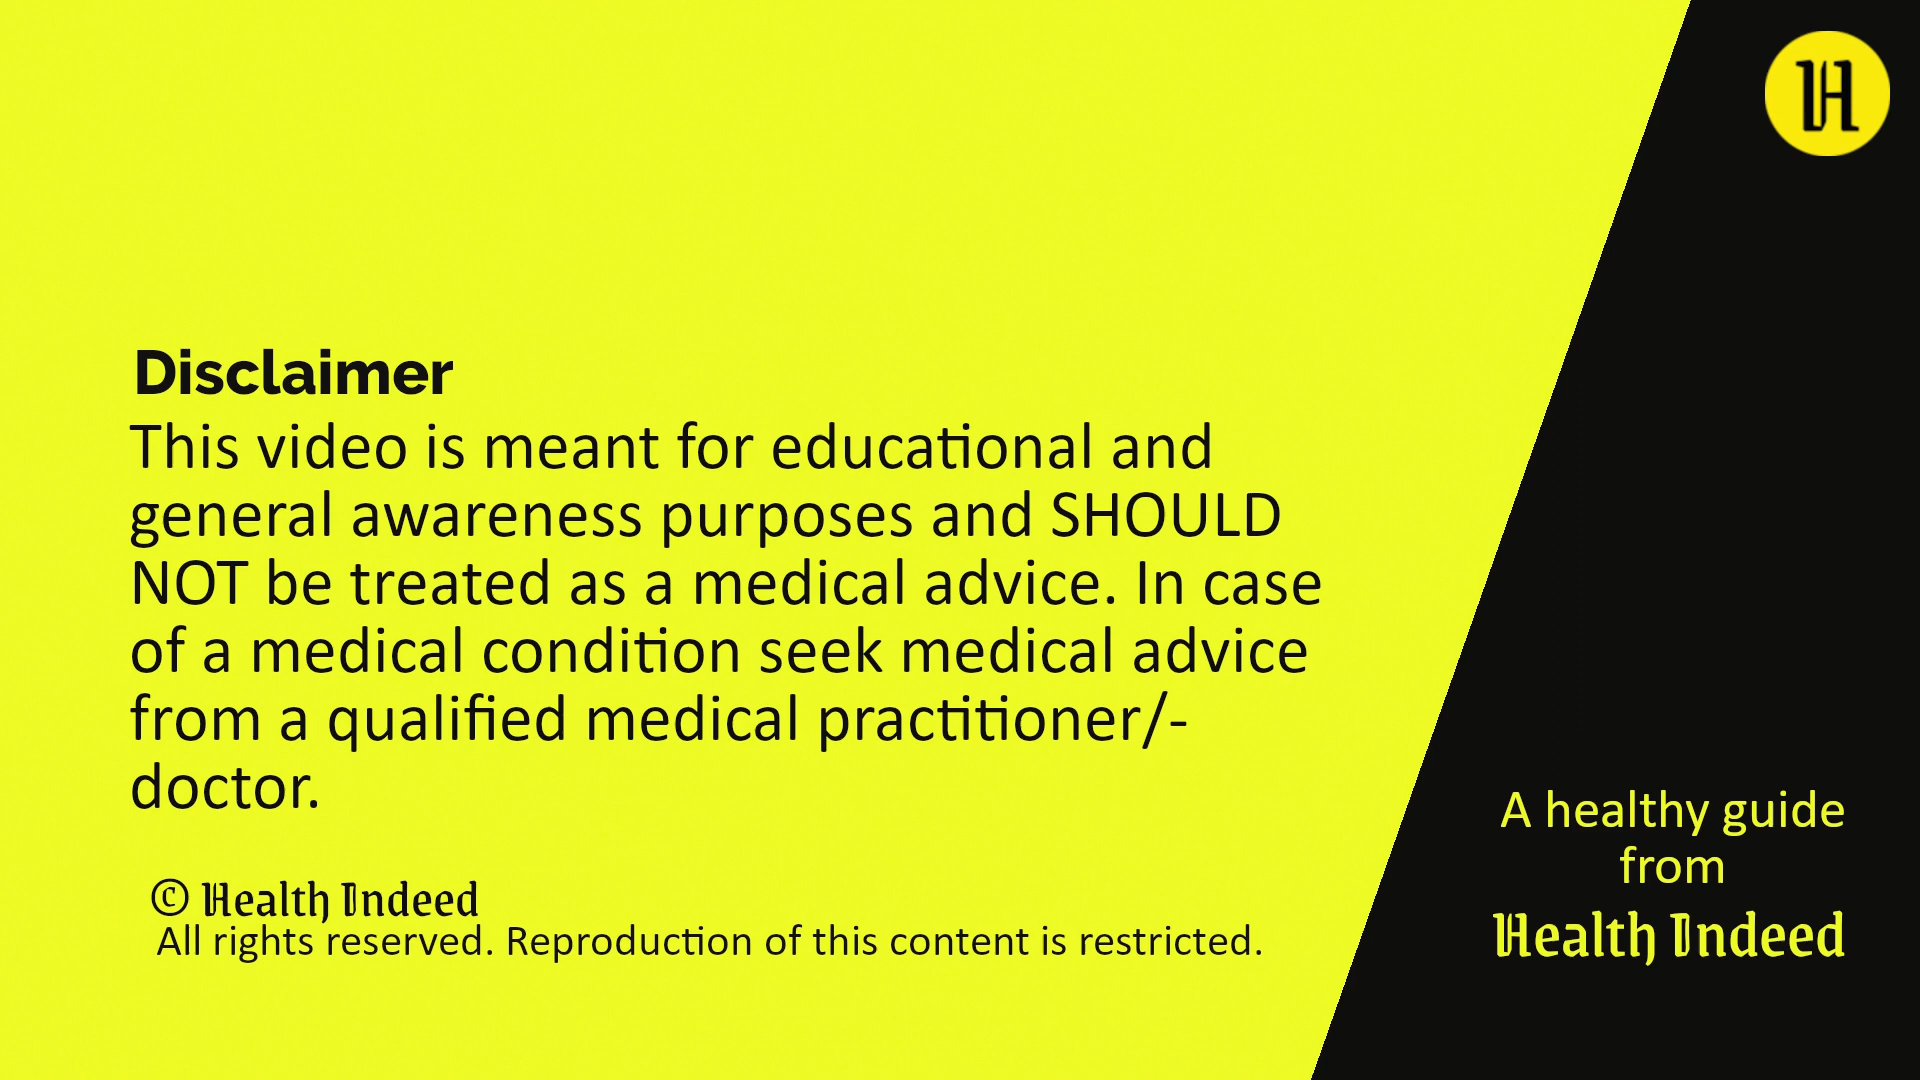 H
Disclaimer
This video is meant for educational and
general awareness purposes and SHOULD
NOT be treated as a medical advice. In case
of a medical condition seek medical advice
from a qualified medical practitioner/-
doctor.
© Health Indeed
All rights reserved. Reproduction of this content is restricted.
A healthy guide
from
Health Indeed